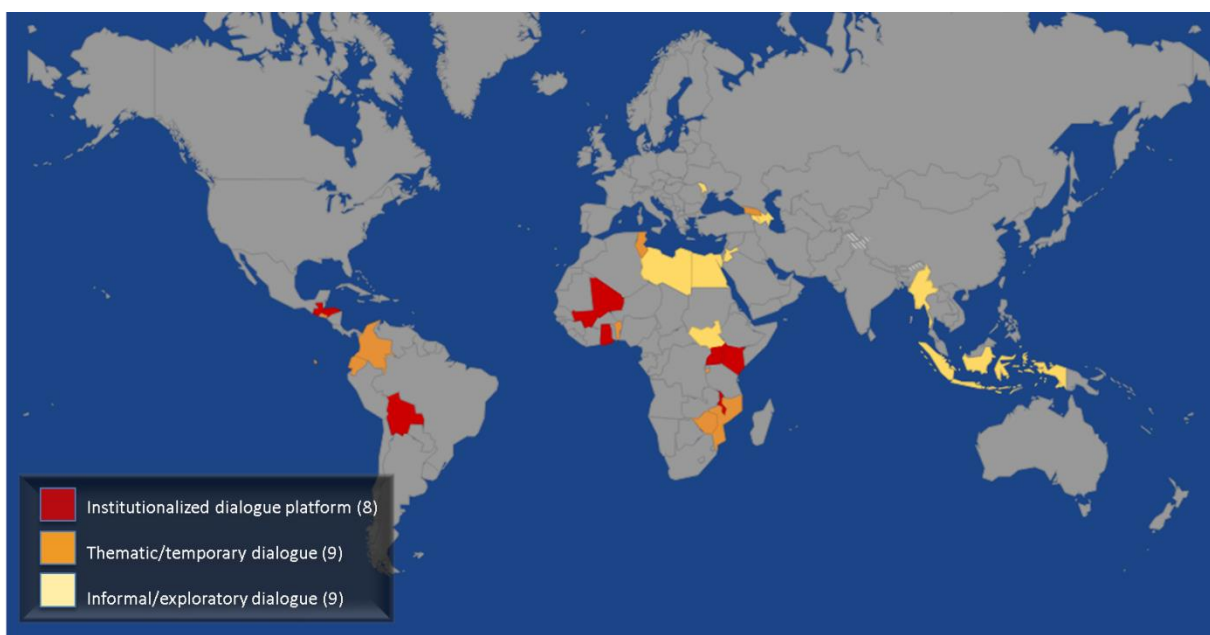 Institutionalized dialogue platform (8)
Thematic/temporary dialogue (9)
Informal/exploratory dialogue (9)